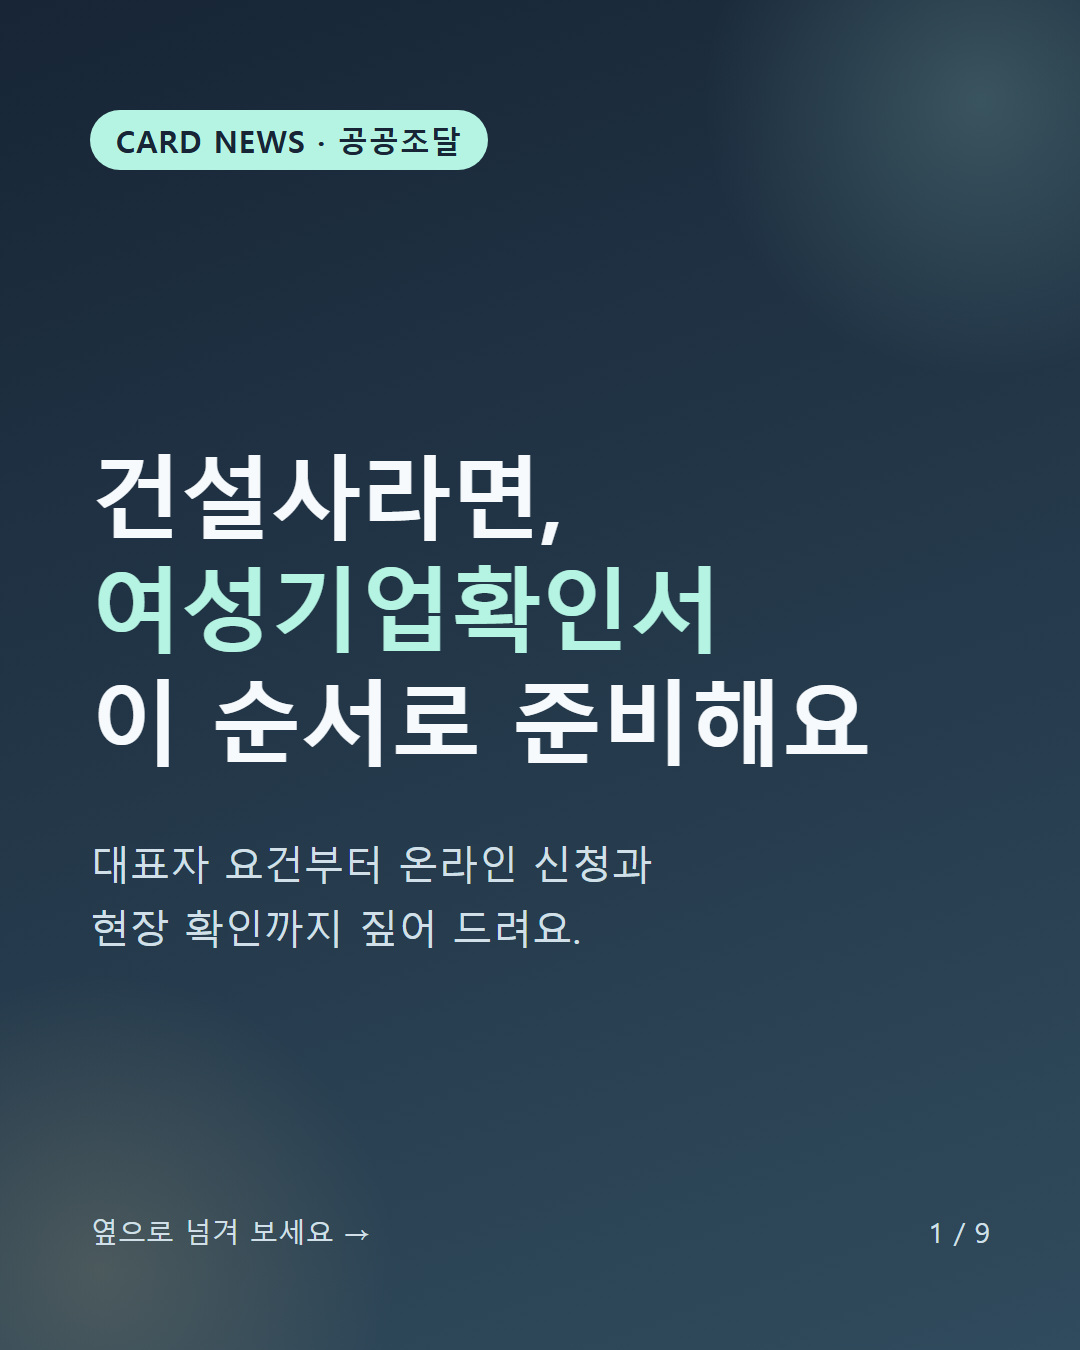 CARD NEWS · 공공조달
건설사라면,
여성기업확인서
이 순서로 준비해요
대표자 요건부터 온라인 신청과
현장 확인까지 짚어 드려요.
옆으로 넘겨 보세요 →
1 / 9